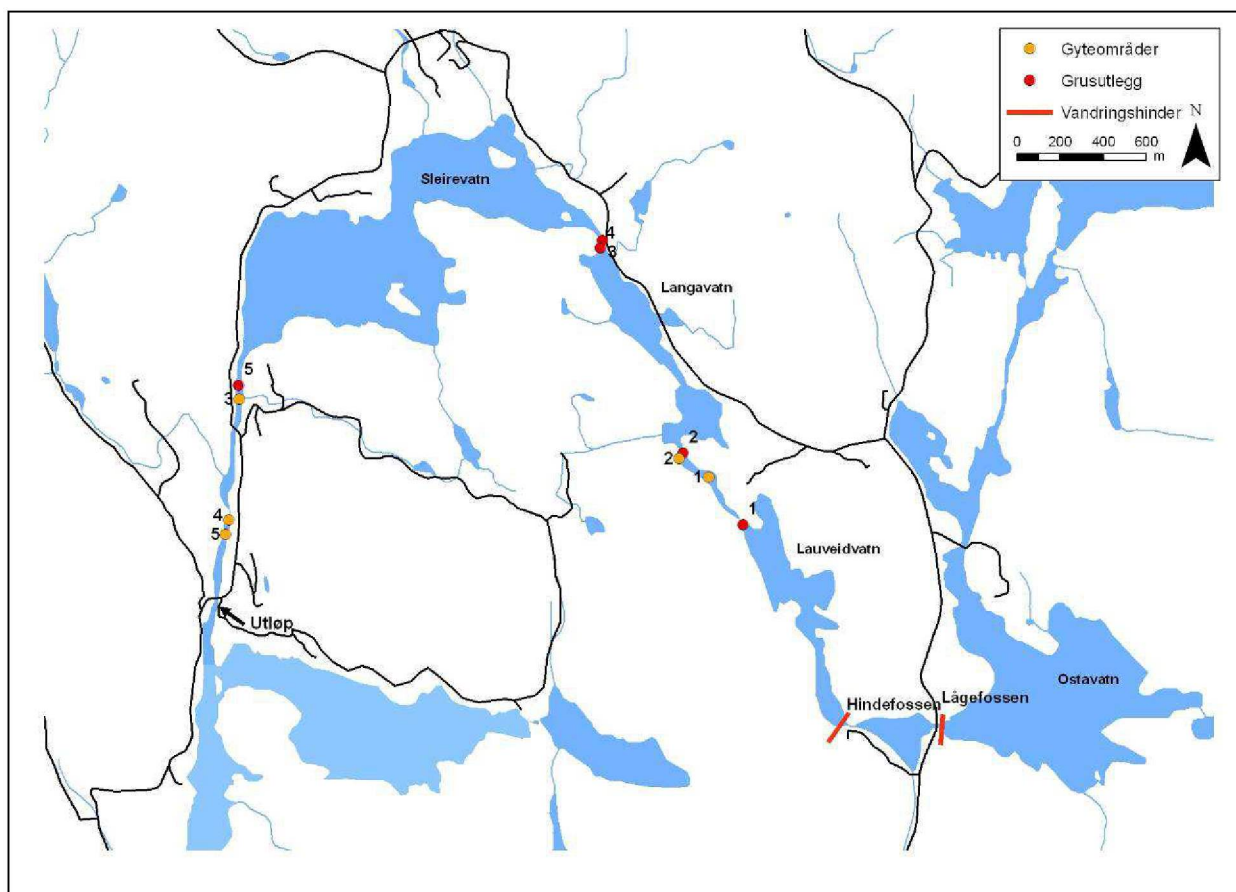 Gyteområder
Grusutlegg
Vandringshinder
N
0 200 400 600
m
Sleirevatn
4
3
Langavatn
5
3
2
2
1
1
4
5
Lauveidvatn
Utløp
Hindefossen
Lågefossen
Ostavatn